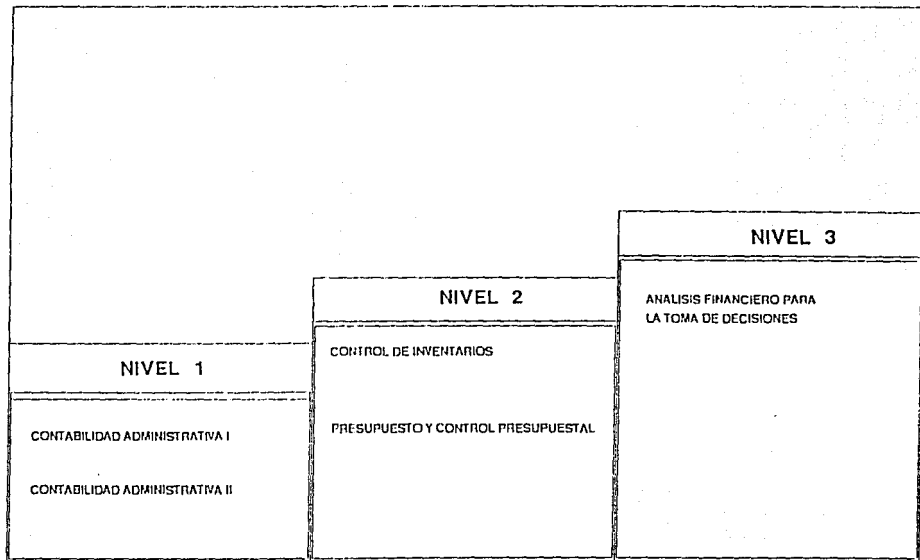 NIVEL 1
CONTABILIDAD ADMINISTRATIVA I
CONTABILIDAD ADMINISTRATIVA II
NIVEL 2
CONTROL DE INVENTARIOS
PRESUPUESTO Y CONTROL PRESUPUESTAL
NIVEL 3
ANALISIS FINANCIERO PARA
LA TOMA DE DECISIONES